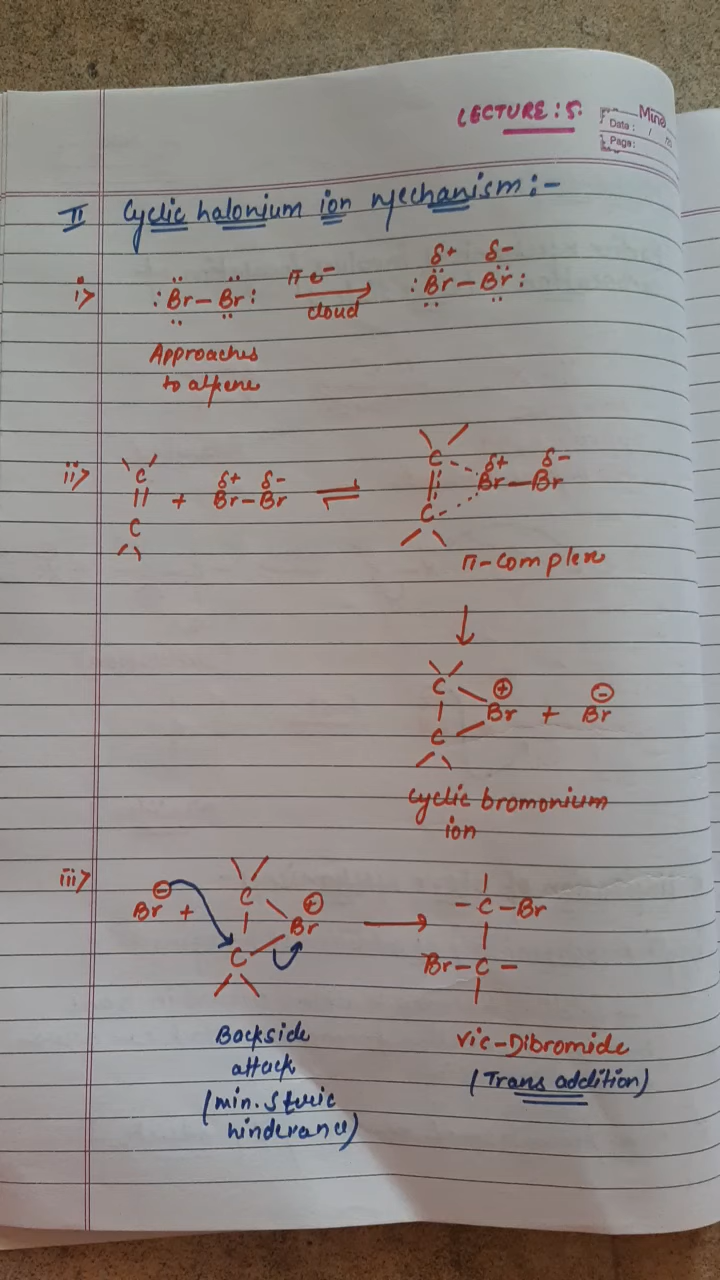 LECTURE : 5.
Mino
Date : /
Page:
II Cyclic halonium ion mechanism :-
i> :Br-Br: π e⁻ cloud → δ+ δ- :Br-Br:
Approaches
to alkene
ii> C=C + δ+ δ- Br-Br ⇌ C=C δ+ δ- Br-Br
π-complex
↓
C-C Br ⊕ + Br ⊖
cyclic bromonium
ion
iii> Br ⊖ + C-C Br ⊕ → -C-Br Br-C-
Backside
attack
(min. steric
hinderance)
vic-Dibromide
(Trans addition)